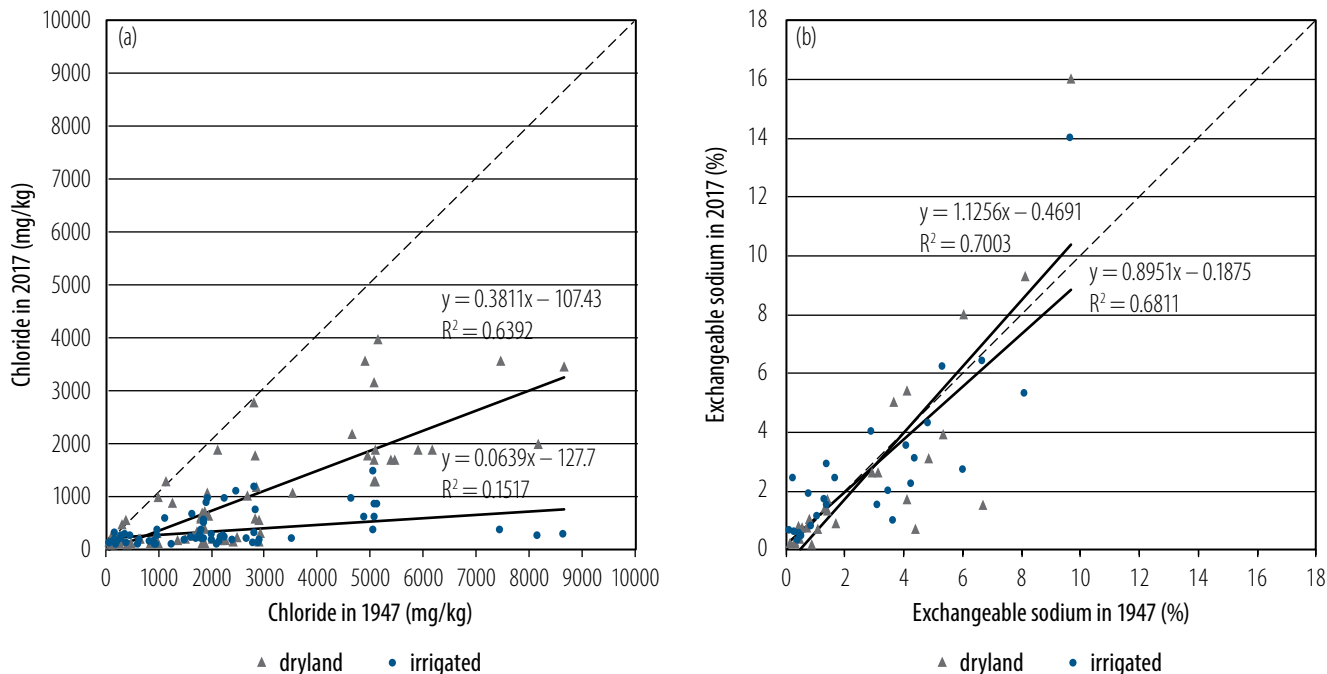 (a)
Chloride in 2017 (mg/kg)
10000
9000
8000
7000
6000
5000
4000
3000
2000
1000
0
y = 0.3811x – 107.43
R² = 0.6392
y = 0.0639x – 127.7
R² = 0.1517
0 1000 2000 3000 4000 5000 6000 7000 8000 9000 10000
Chloride in 1947 (mg/kg)
dryland irrigated
(b)
Exchangeable sodium in 2017 (%)
18
16
14
12
10
8
6
4
2
0
y = 1.1256x – 0.4691
R² = 0.7003
y = 0.8951x – 0.1875
R² = 0.6811
0 2 4 6 8 10 12 14 16 18
Exchangeable sodium in 1947 (%)
dryland irrigated